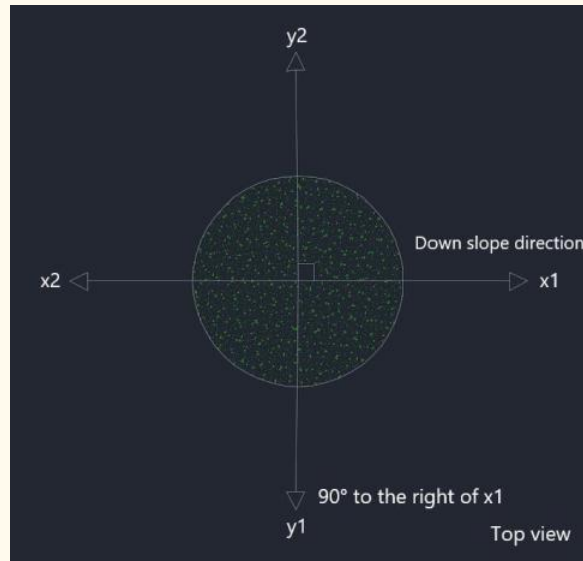 y2
Down slope direction
x2
x1
90° to the right of x1
y1
Top view